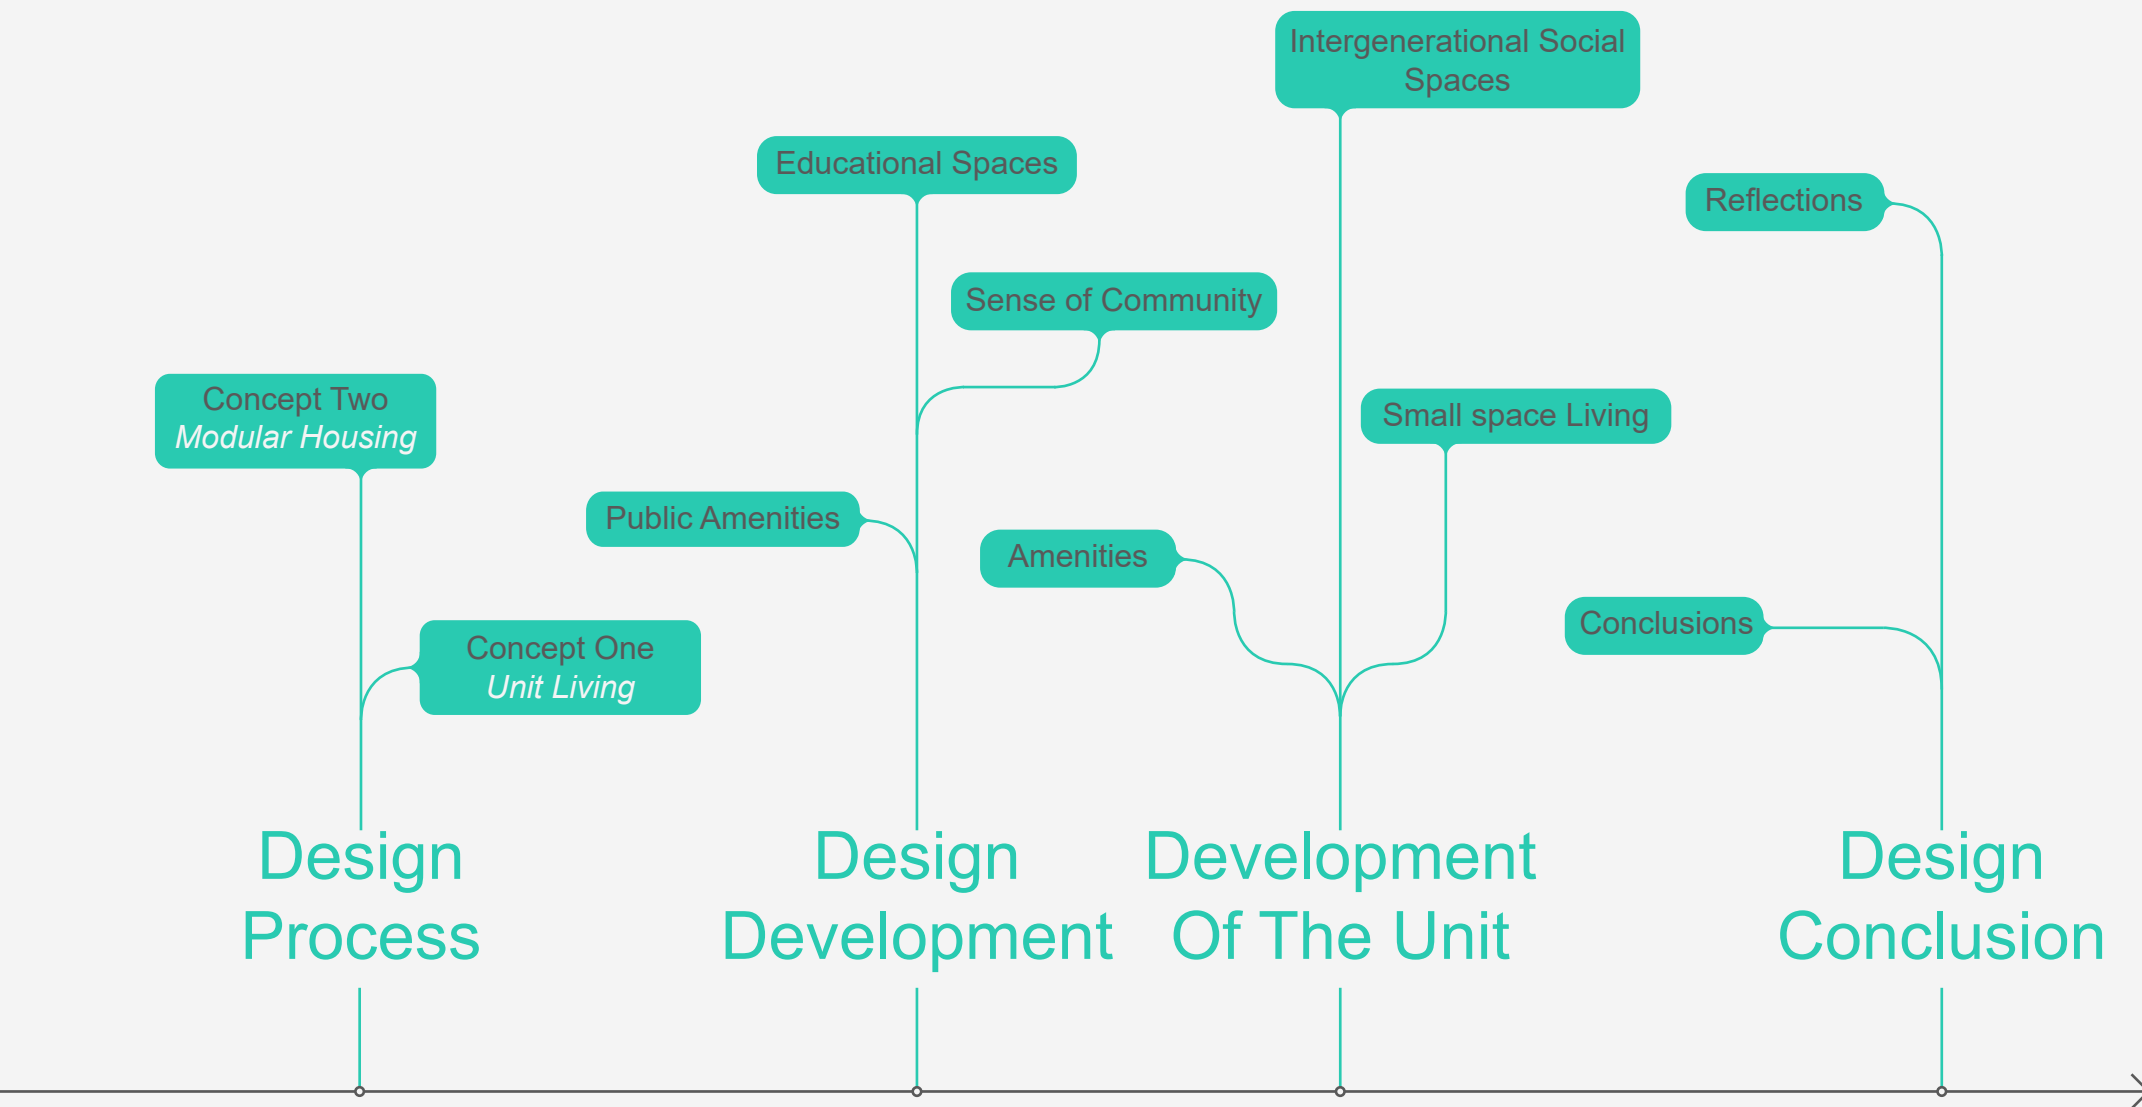 Intergenerational Social
Spaces
Educational Spaces
Reflections
Sense of Community
Concept Two
Modular Housing
Small space Living
Public Amenities
Amenities
Conclusions
Concept One
Unit Living
Design
Process
Design
Development
Development
Of The Unit
Design
Conclusion